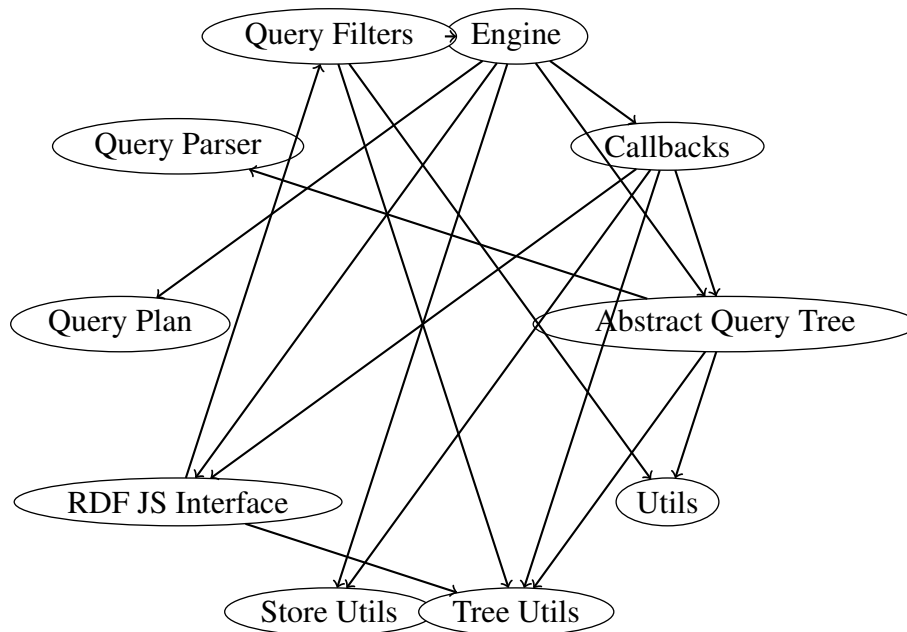 Query Filters
Engine
Query Parser
Callbacks
Query Plan
Abstract Query Tree
RDF JS Interface
Utils
Store Utils
Tree Utils